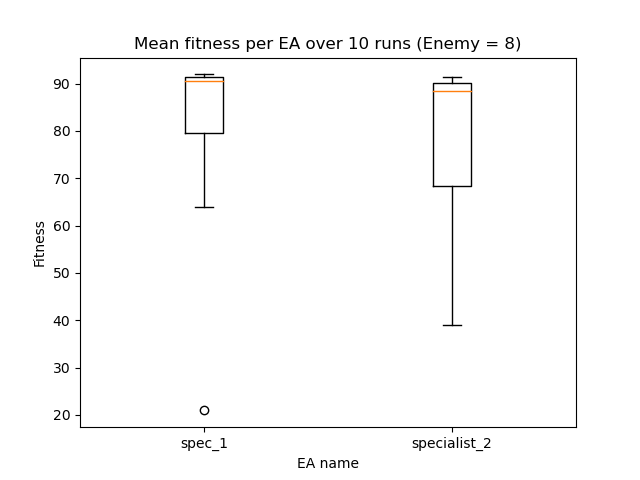 Mean fitness per EA over 10 runs (Enemy = 8)
90
80
70
60
50
40
30
20
Fitness
spec_1
specialist_2
EA name